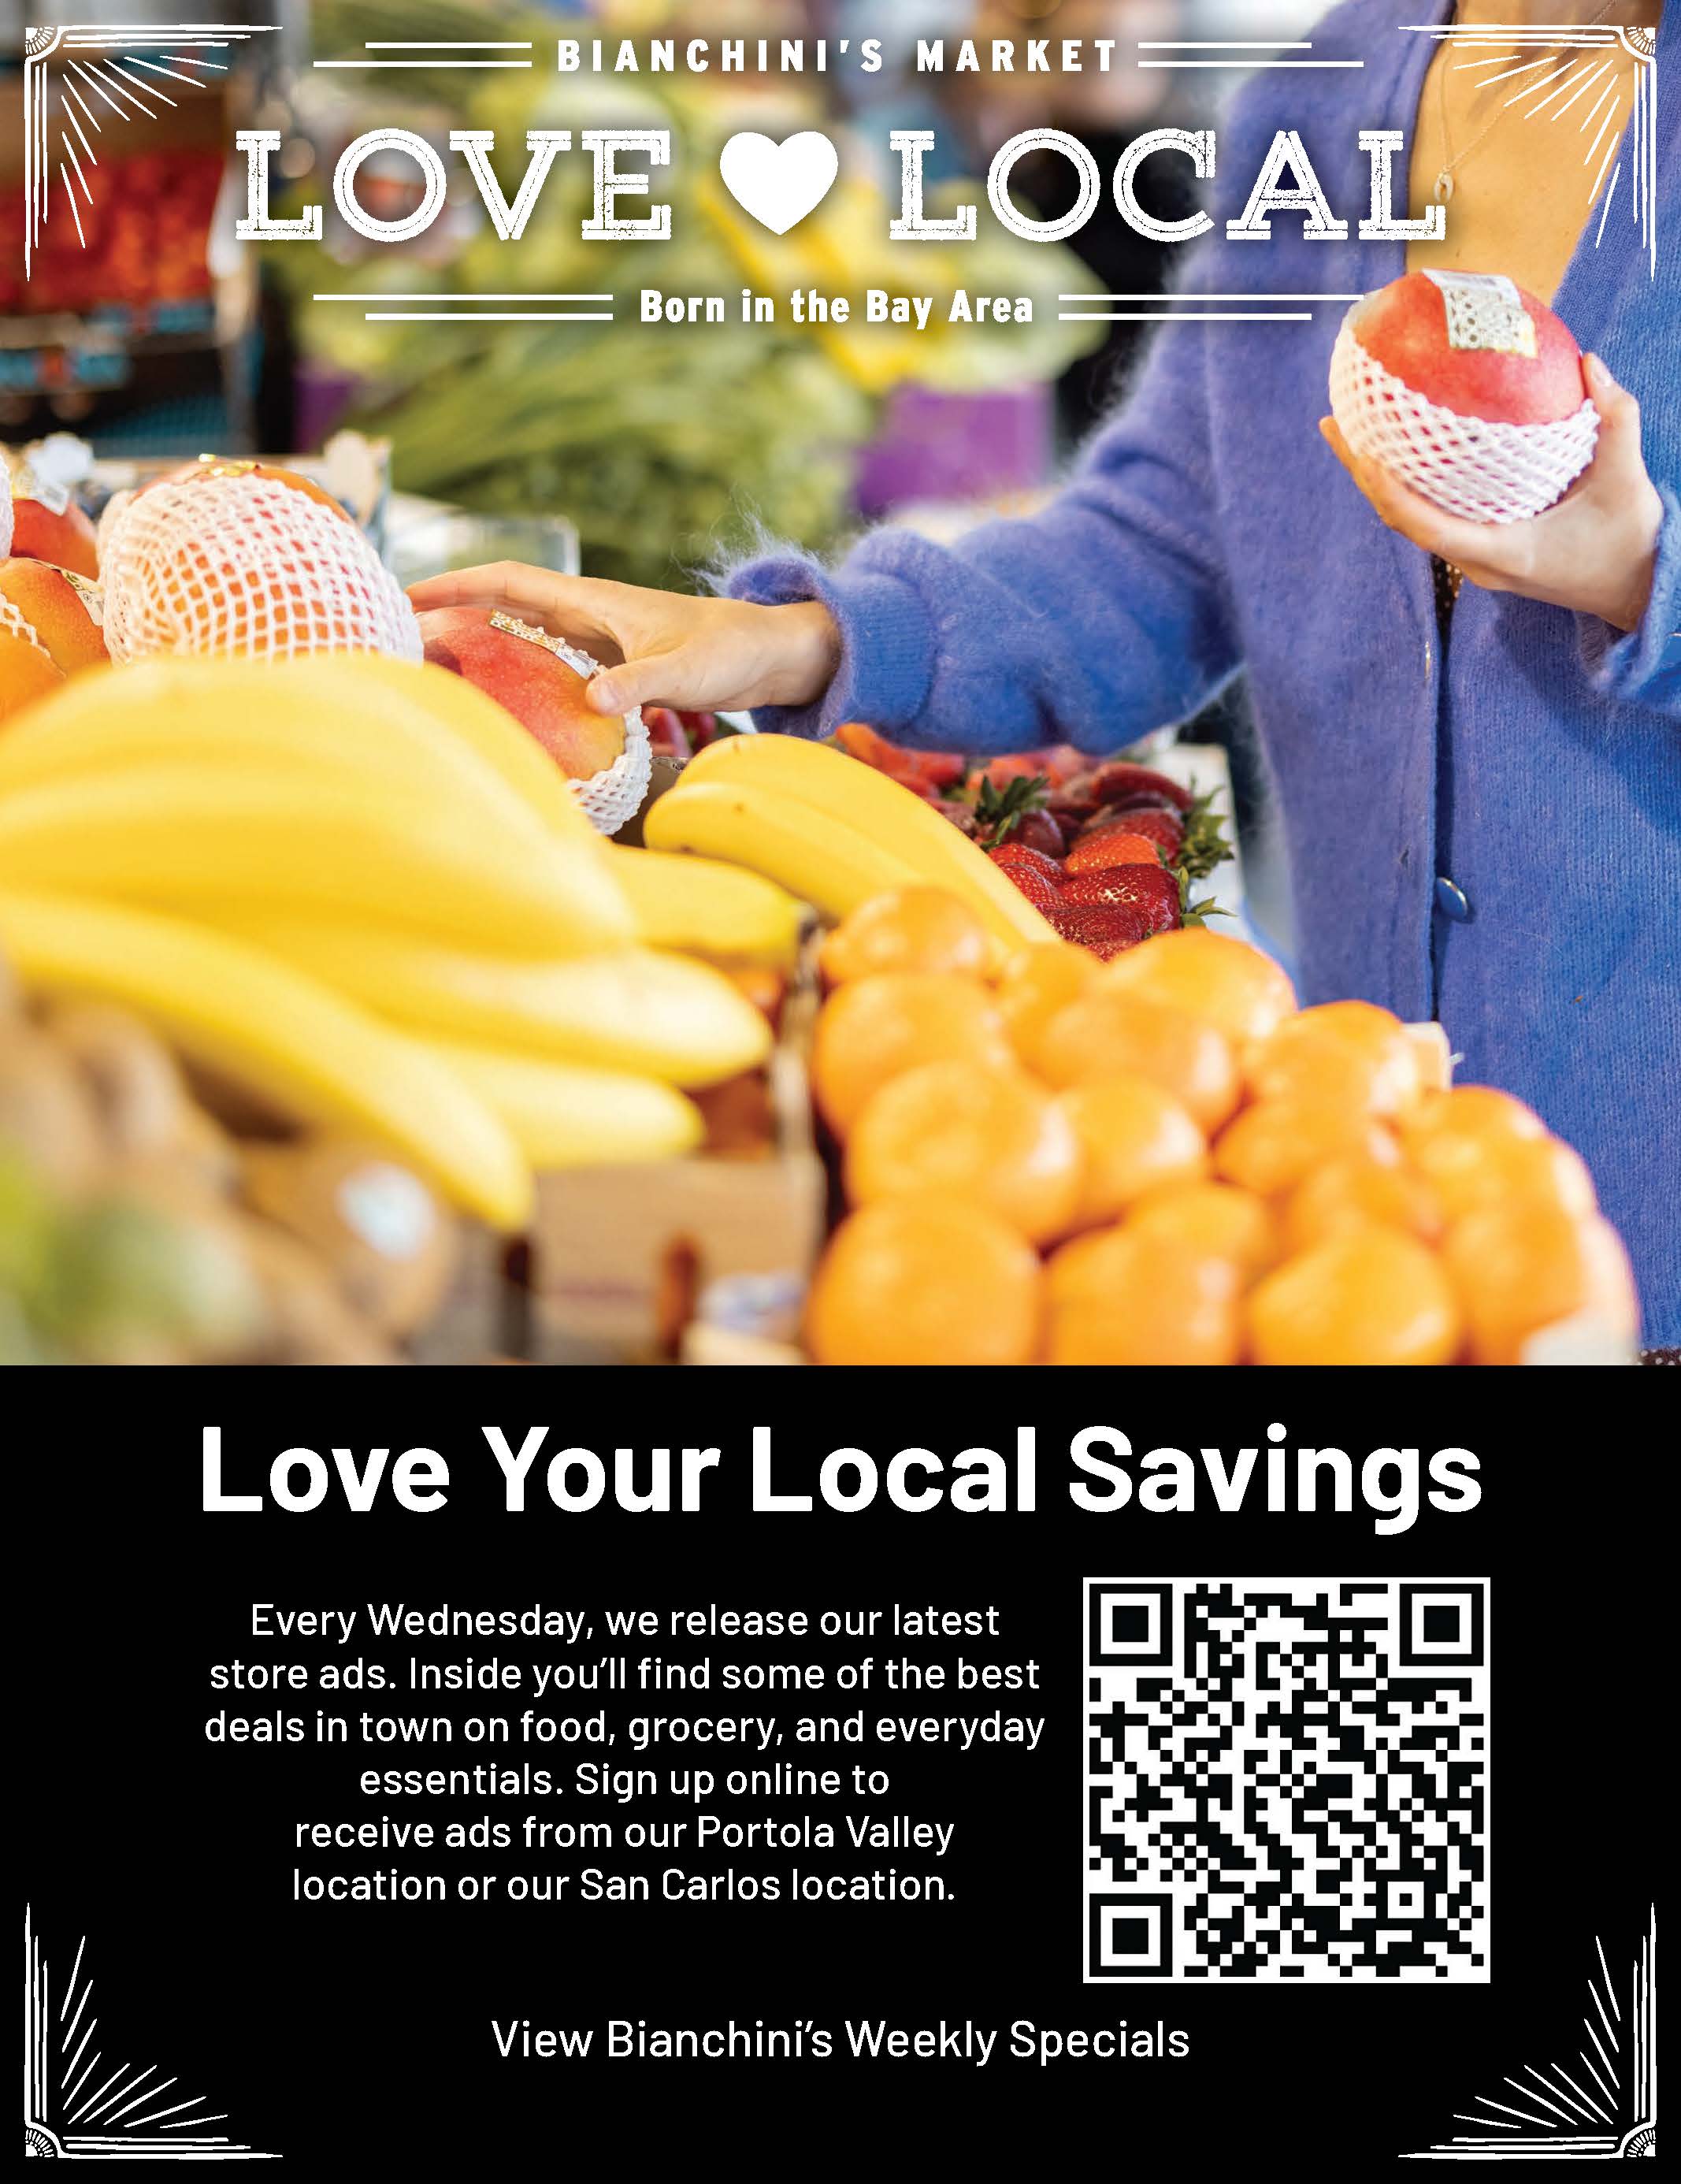 BIANCHINI'S MARKET
LOVE LOCAL
Born in the Bay Area
Love Your Local Savings
Every Wednesday, we release our latest
store ads. Inside you'll find some of the best
deals in town on food, grocery, and everyday
essentials. Sign up online to
receive ads from our Portola Valley
location or our San Carlos location.
View Bianchini's Weekly Specials